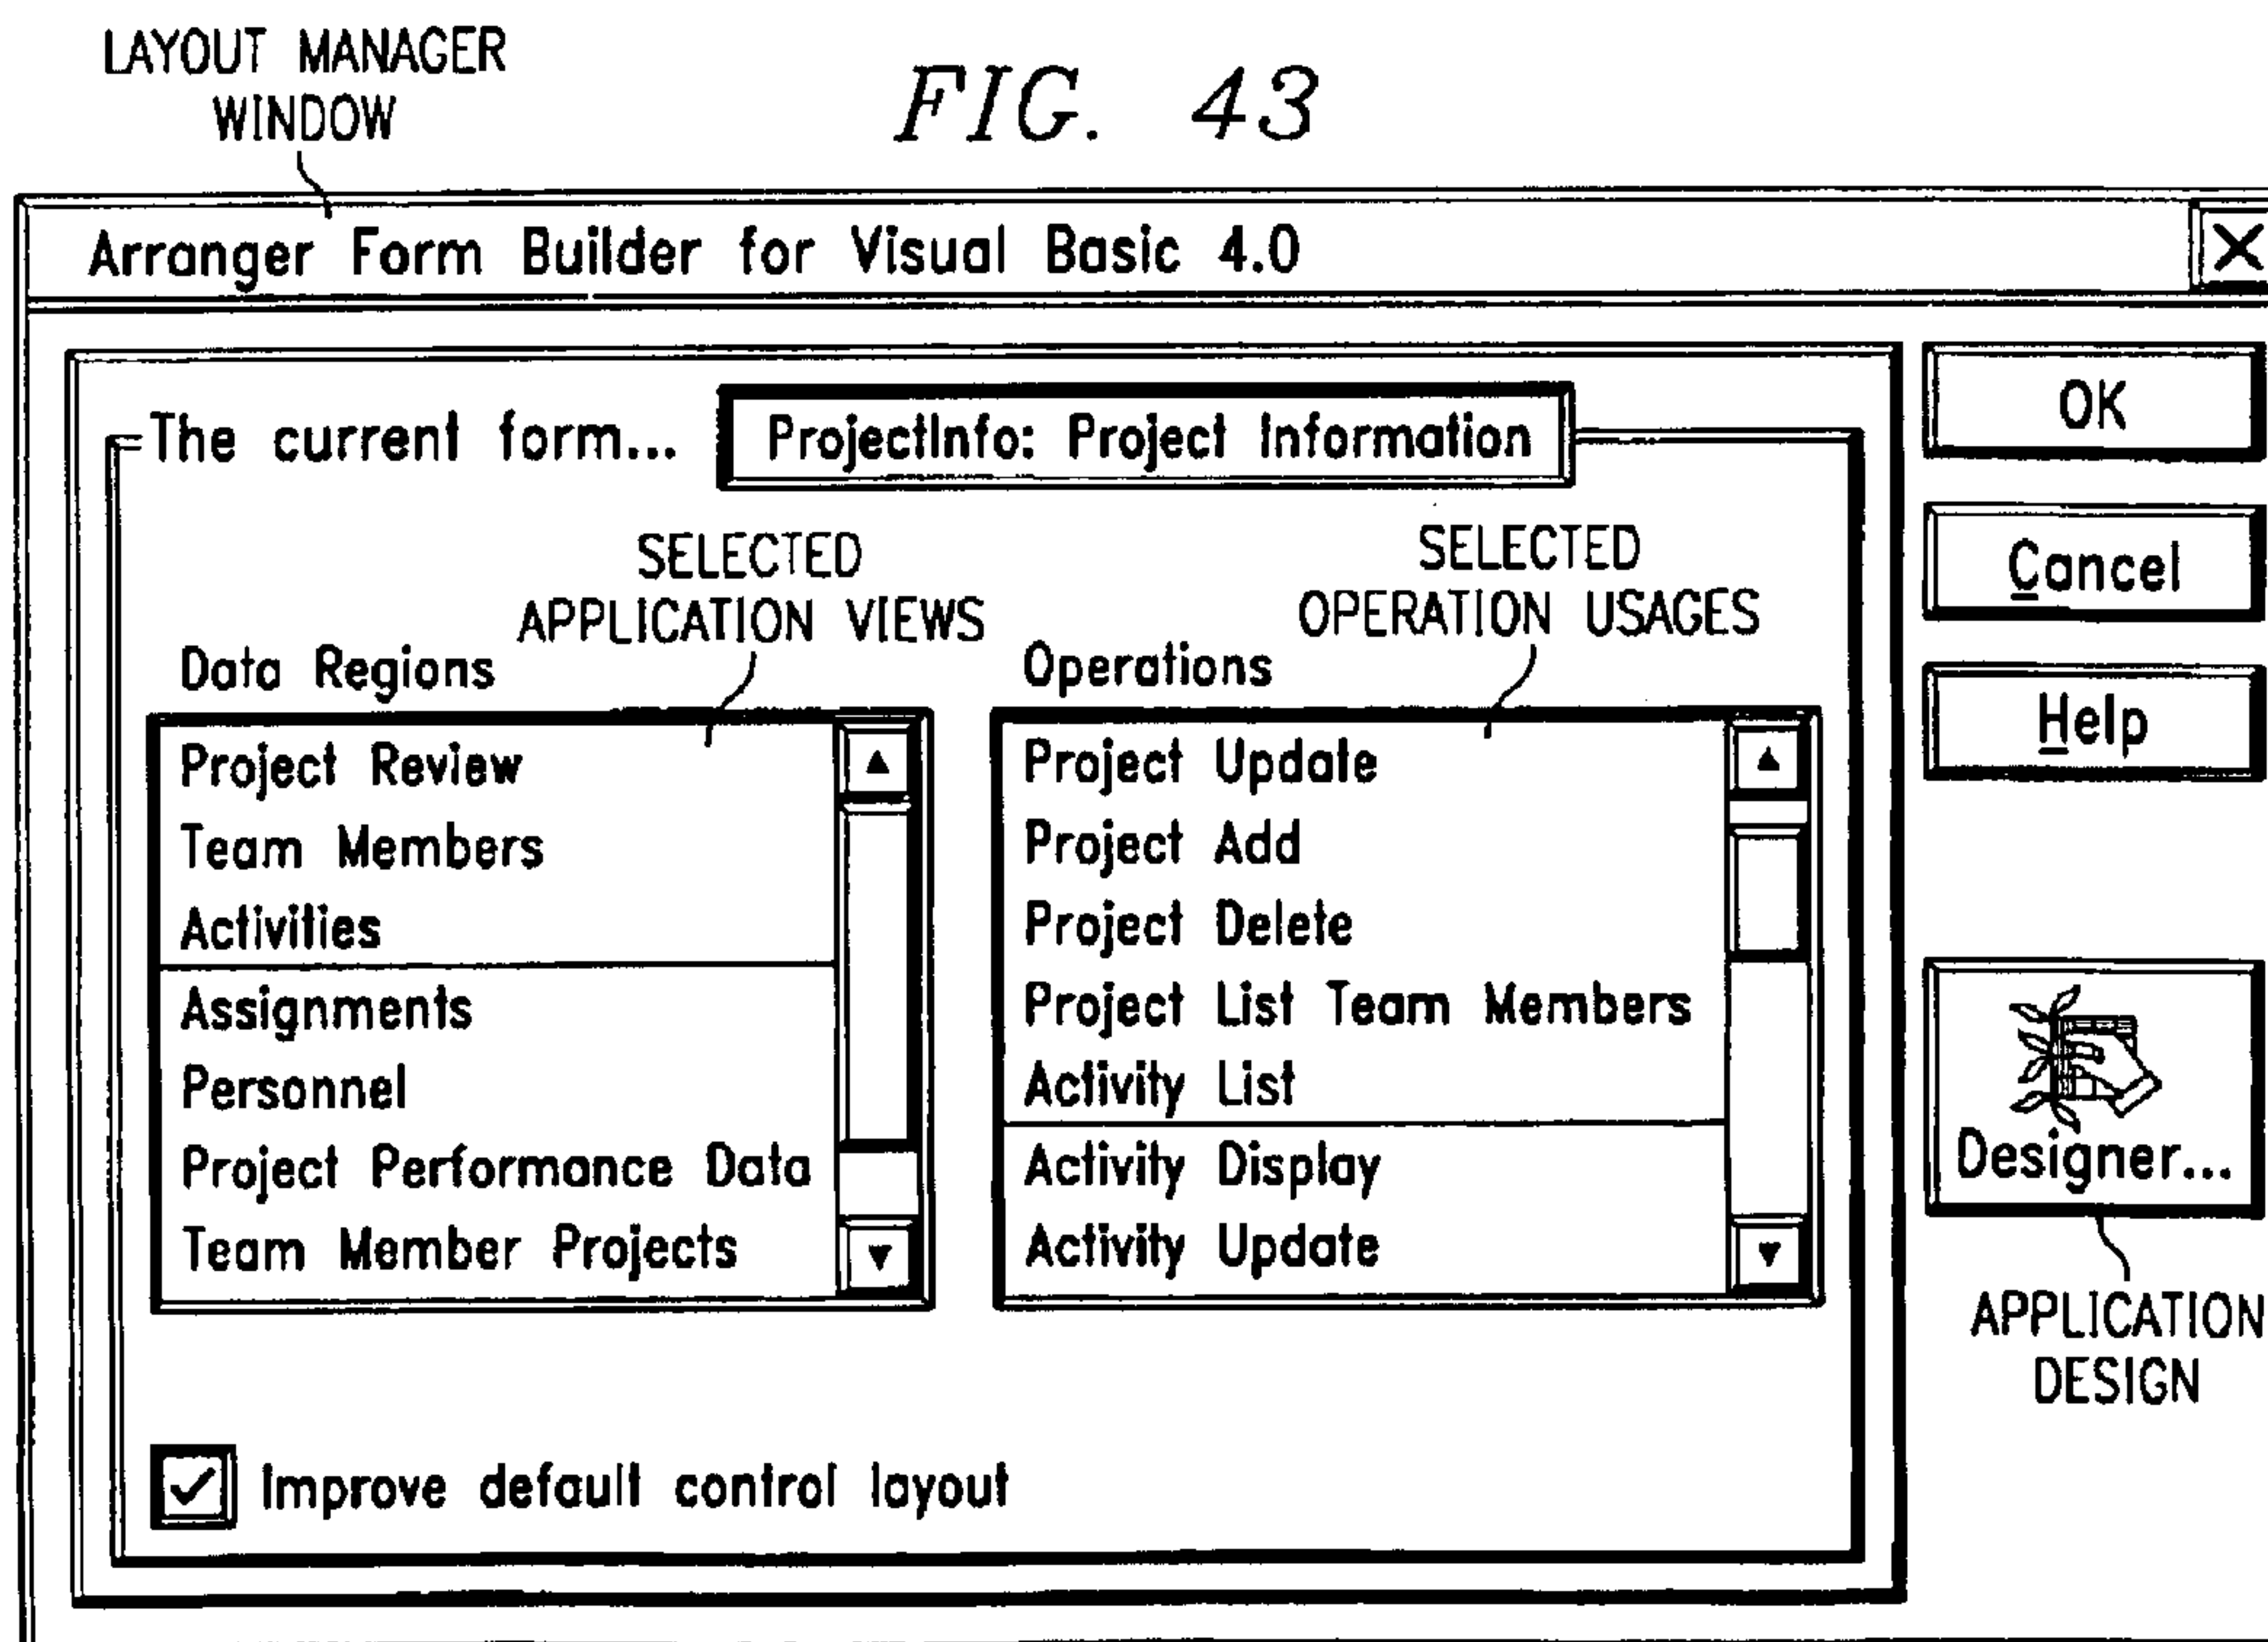 LAYOUT MANAGER
WINDOW
FIG. 43
Arranger Form Builder for Visual Basic 4.0
The current form... ProjectInfo: Project Information
OK
Cancel
Help
SELECTED
APPLICATION VIEWS
SELECTED
OPERATION USAGES
Data Regions
Project Review
Team Members
Activities
Assignments
Personnel
Project Performance Data
Team Member Projects
Operations
Project Update
Project Add
Project Delete
Project List Team Members
Activity List
Activity Display
Activity Update
Designer...
APPLICATION
DESIGN
Improve default control layout